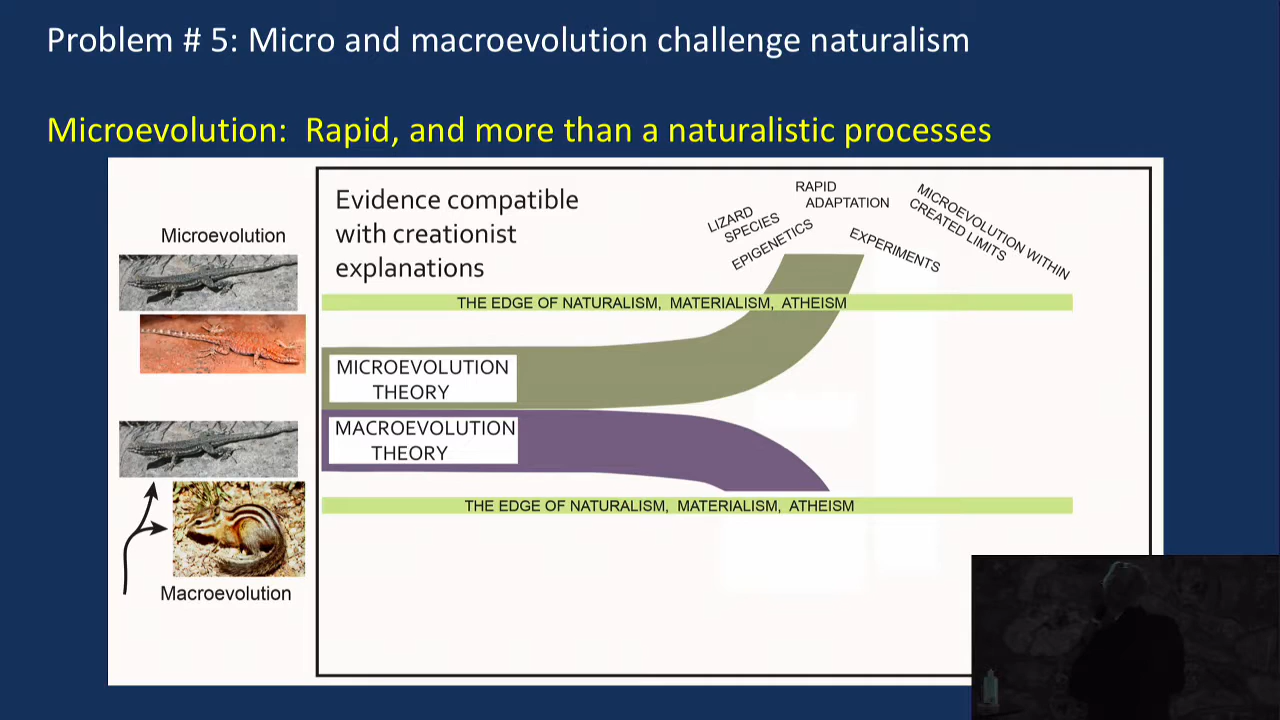 Problem # 5: Micro and macroevolution challenge naturalism
Microevolution: Rapid, and more than a naturalistic processes
Evidence compatible
with creationist
explanations
Microevolution
LIZARD
SPECIES
EPIGENETICS
RAPID
ADAPTATION
EXPERIMENTS
MICROEVOLUTION WITHIN
CREATED LIMITS
THE EDGE OF NATURALISM, MATERIALISM, ATHEISM
MICROEVOLUTION
THEORY
MACROEVOLUTION
THEORY
THE EDGE OF NATURALISM, MATERIALISM, ATHEISM
Macroevolution